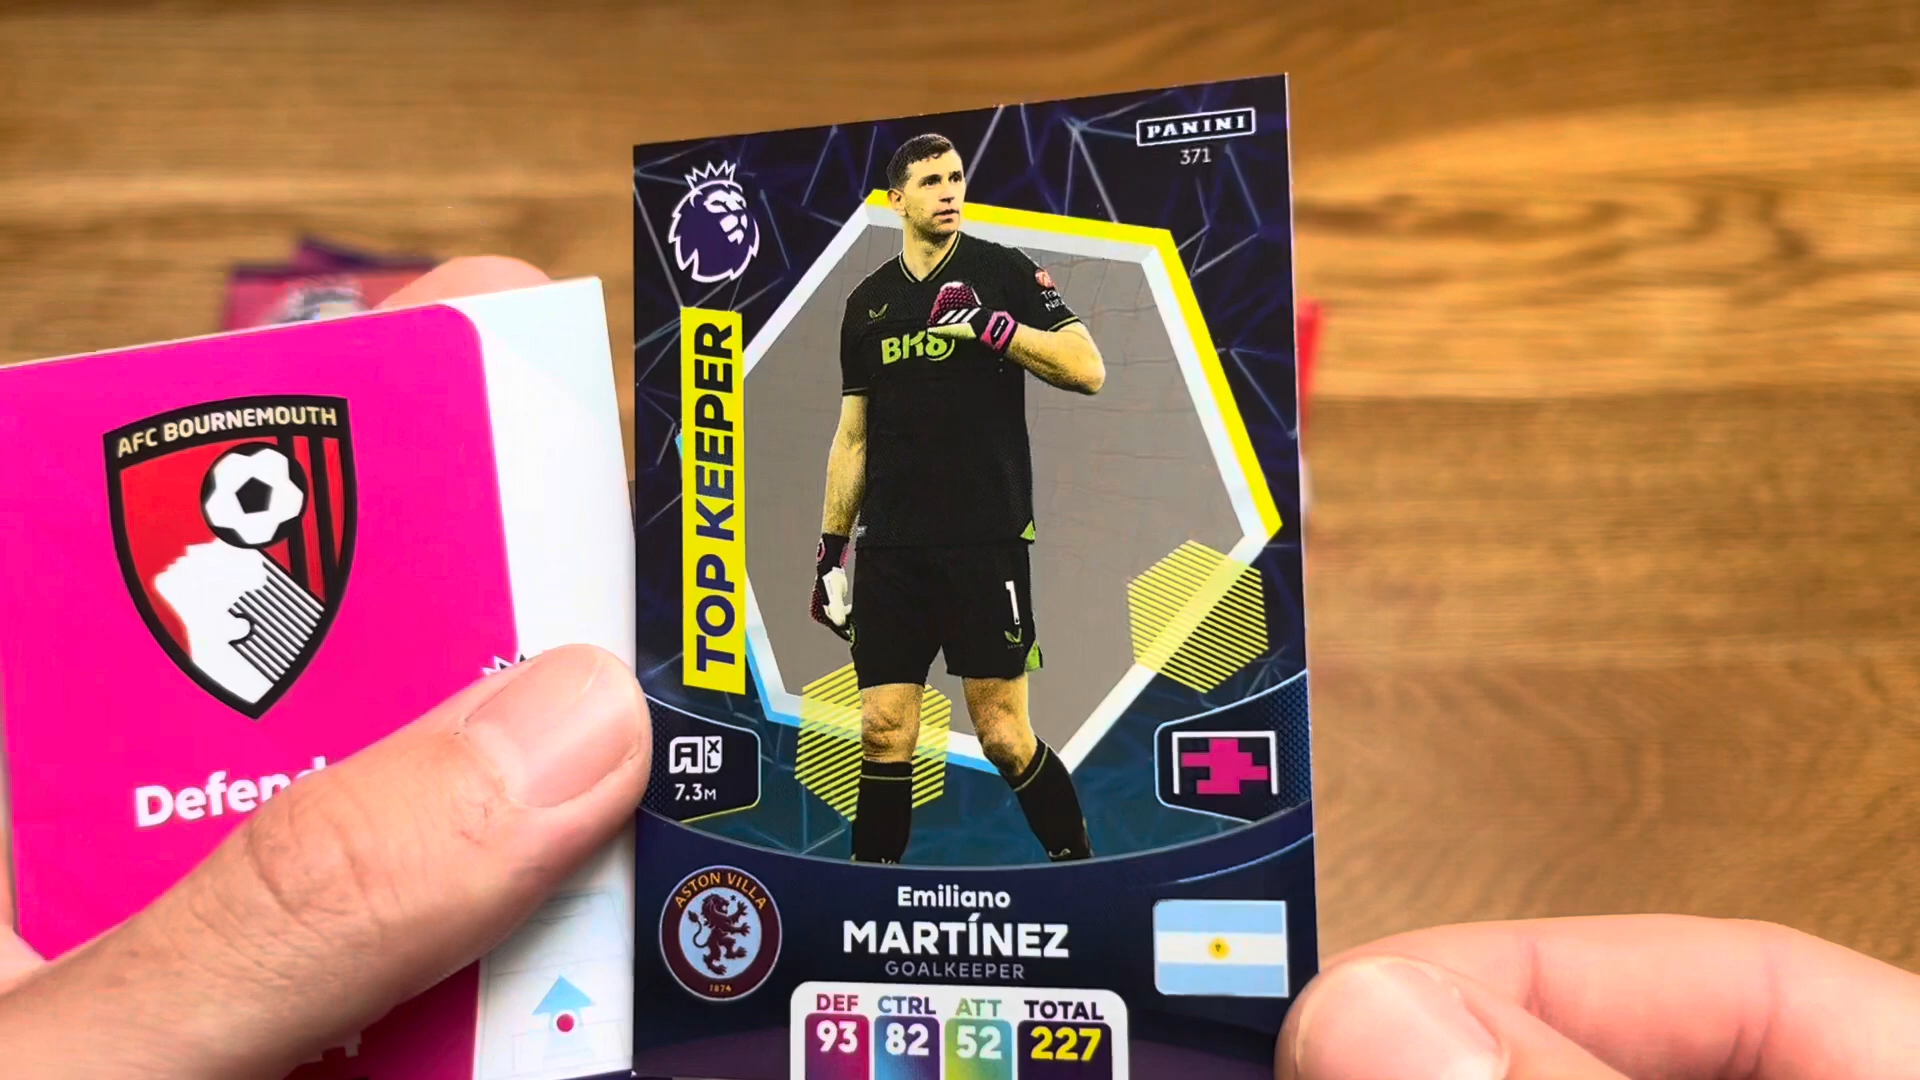 AFC BOURNEMOUTH
PANINI
371
TOP KEEPER
BK8
1
XL
7.3M
ASTON VILLA
1874
Emiliano
MARTÍNEZ
GOALKEEPER
DEF CTRL ATT TOTAL
93 82 52 227